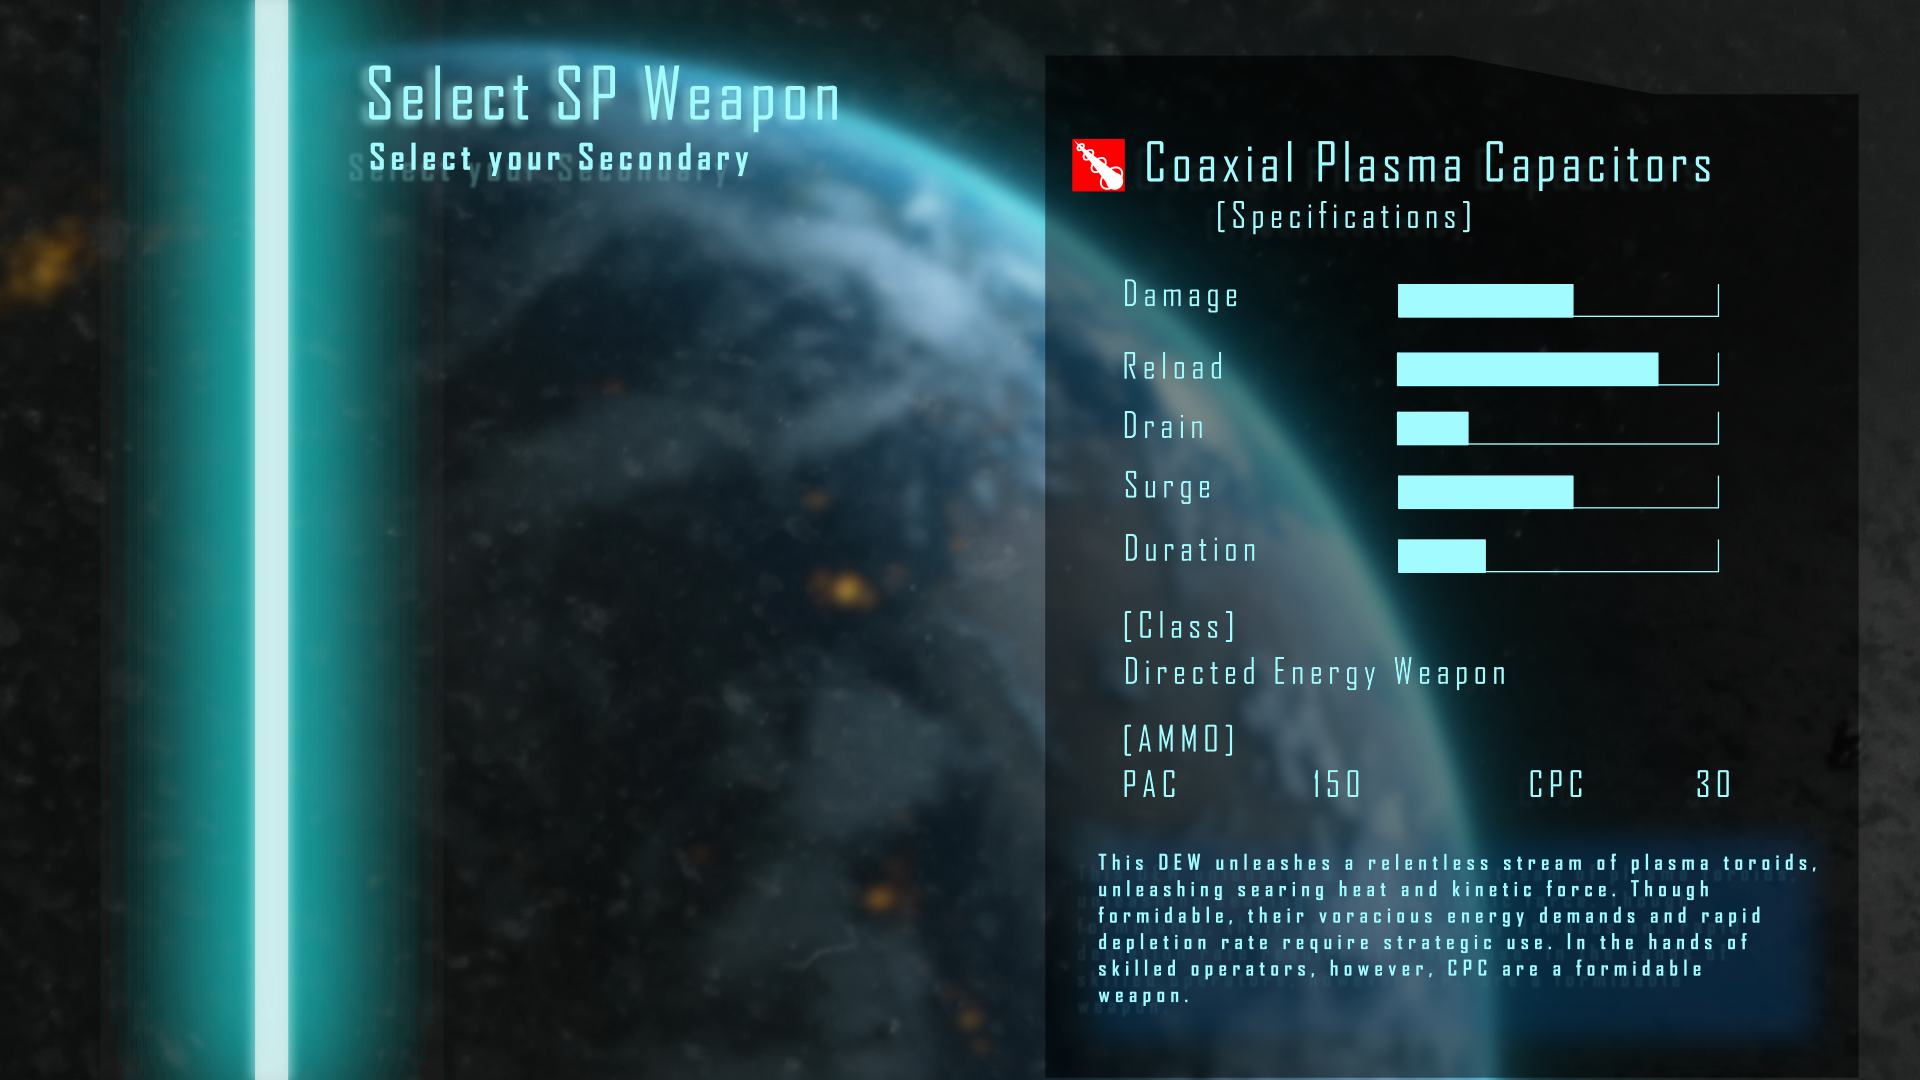 Select SP Weapon
Select your Secondary
Coaxial Plasma Capacitors
[Specifications]
Damage
Reload
Drain
Surge
Duration
[Class]
Directed Energy Weapon
[AMMO]
PAC 150 CPC 30
This DEW unleashes a relentless stream of plasma toroids,
unleashing searing heat and kinetic force. Though
formidable, their voracious energy demands and rapid
depletion rate require strategic use. In the hands of
skilled operators, however, CPC are a formidable
weapon.